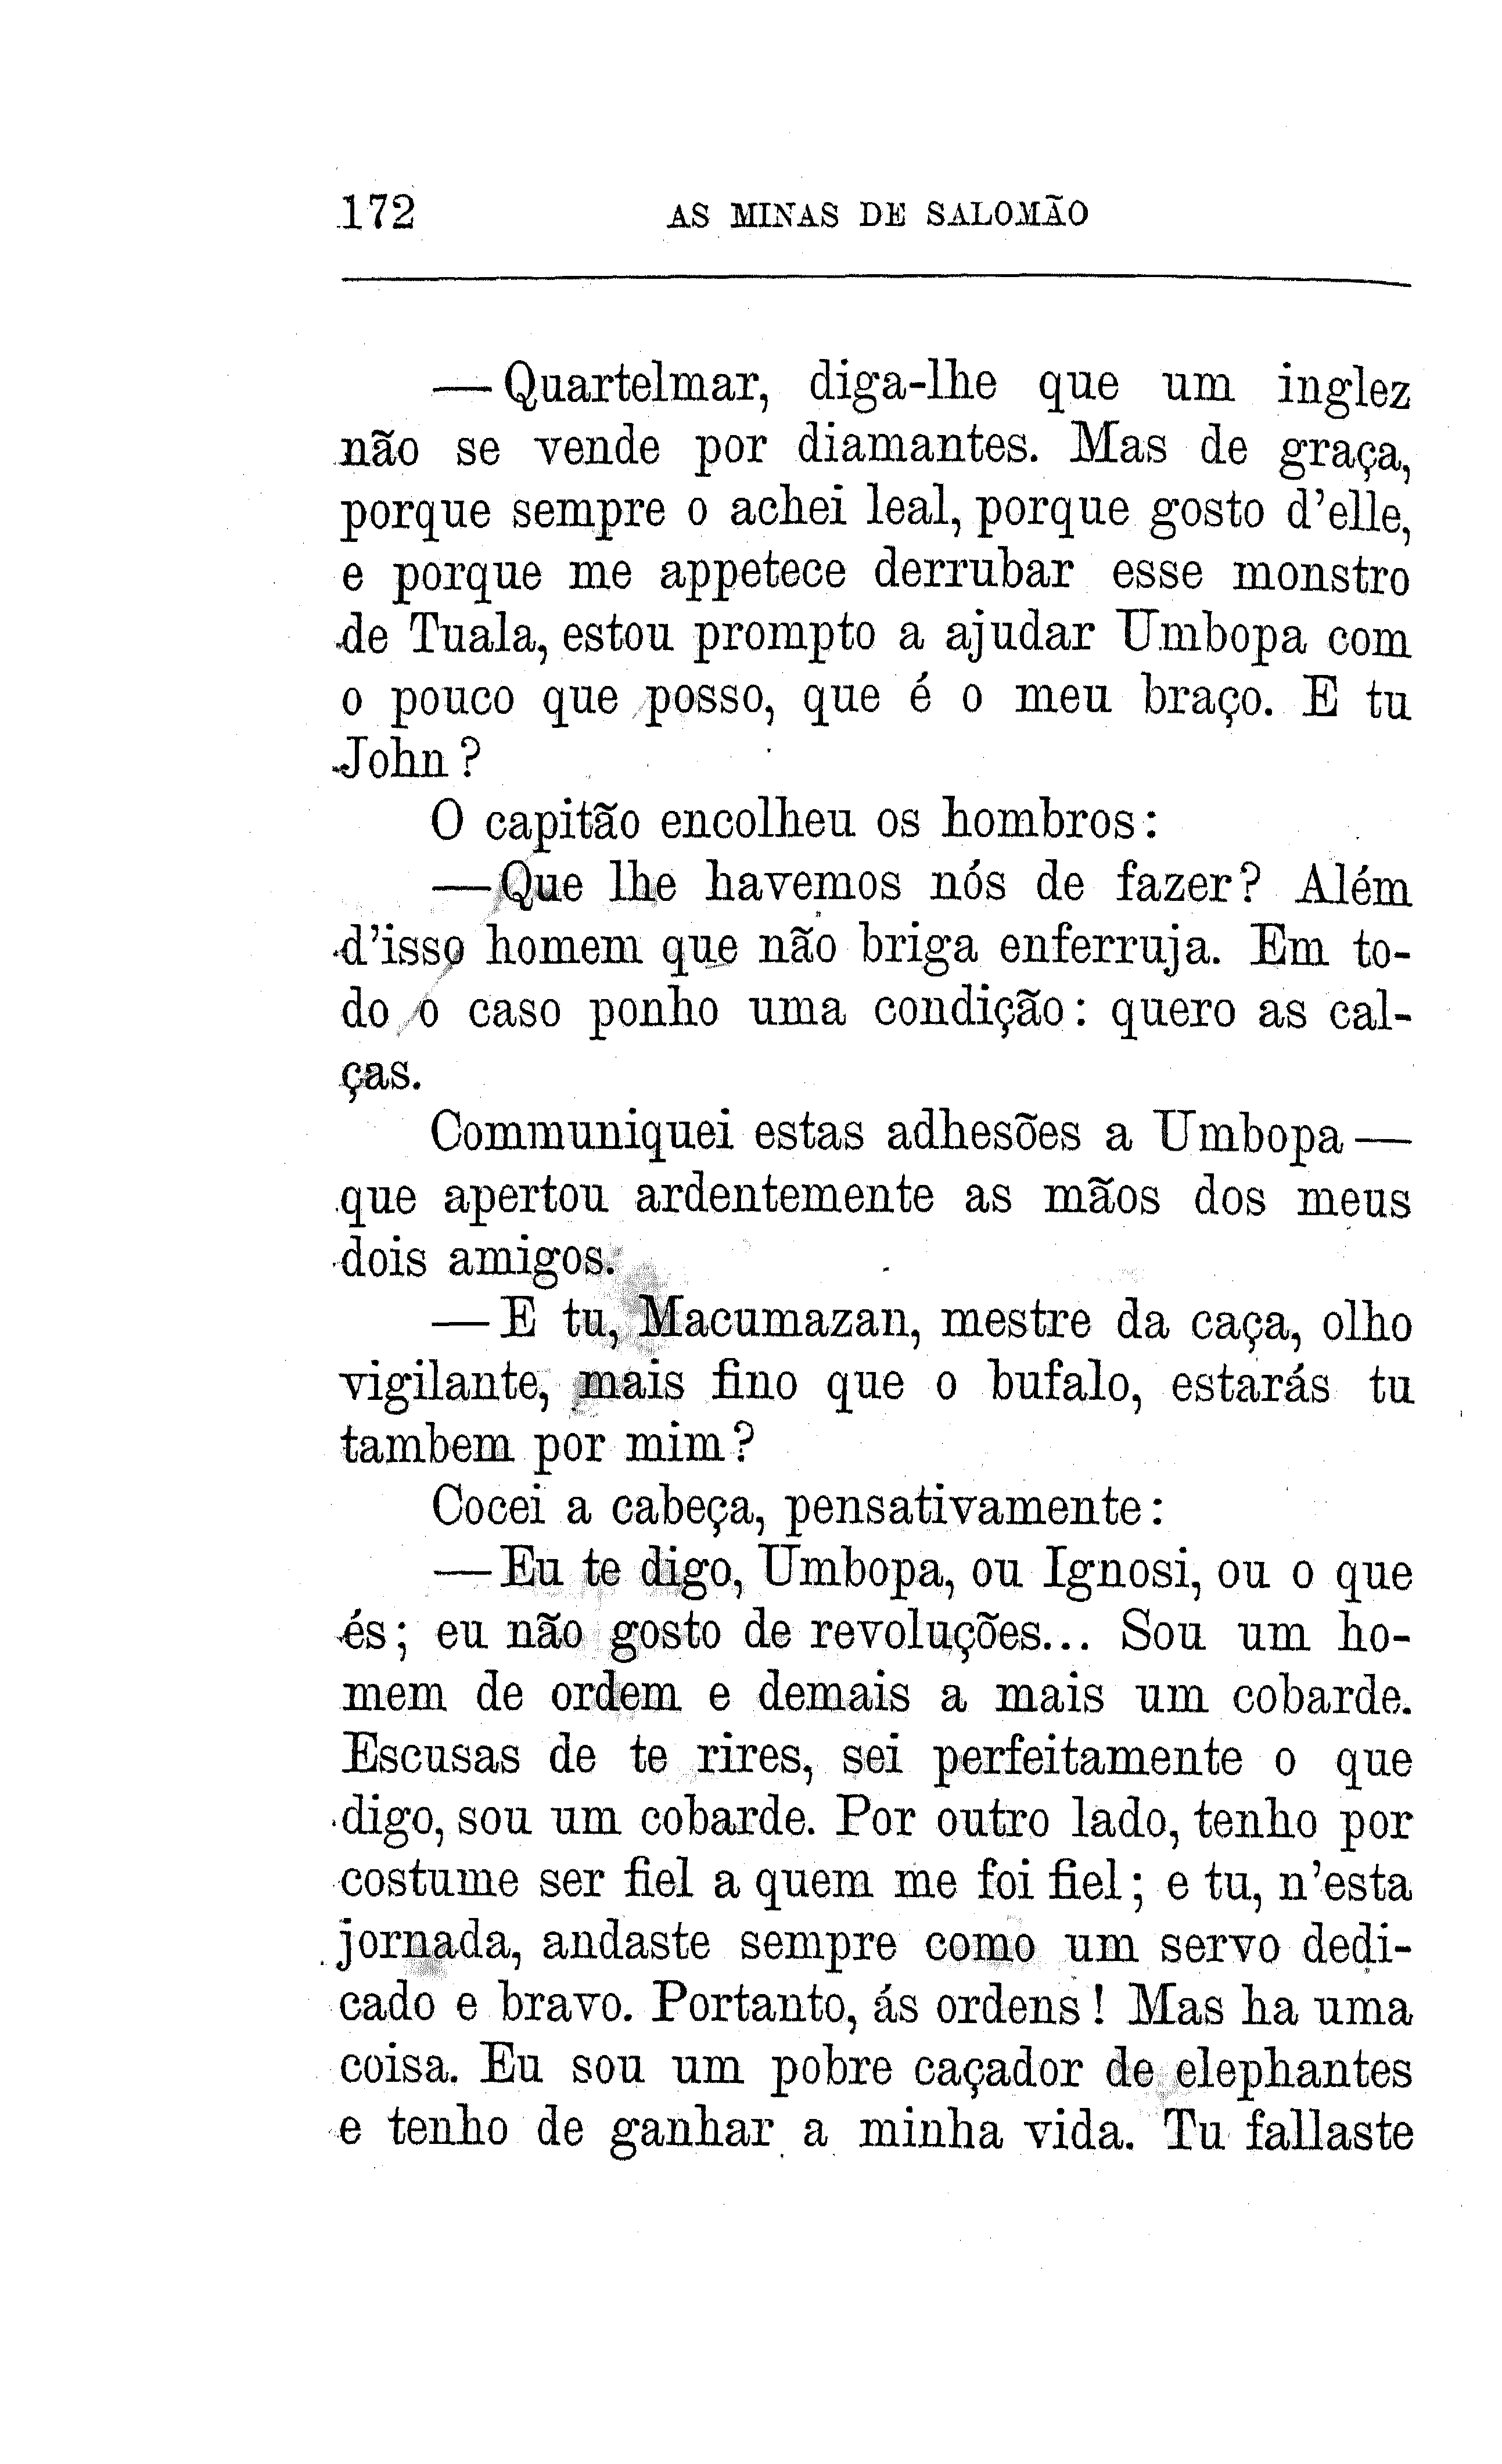 172 AS MINAS DE SALOMÃO
— Quartelmar, diga-lhe que um inglez
não se vende por diamantes. Mas de graça,
porque sempre o achei leal, porque gosto d'elle,
e porque me appetece derrubar esse monstro
de Tuala, estou prompto a ajudar Umbopa com
o pouco que posso, que é o meu braço. E tu
John?
O capitão encolheu os hombros:
— Que lhe havemos nós de fazer? Além
d'isso homem que não briga enferruja. Em to-
do o caso ponho uma condição: quero as cal-
ças.
Communiquei estas adhesões a Umbopa —
que apertou ardentemente as mãos dos meus
dois amigos.
— E tu, Macumazan, mestre da caça, olho
vigilante, mais fino que o bufalo, estarás tu
tambem por mim?
Cocei a cabeça, pensativamente:
— Eu te digo, Umbopa, ou Ignosi, ou o que
és; eu não gosto de revoluções... Sou um ho-
mem de ordem e demais a mais um cobarde.
Escusas de te rires, sei perfeitamente o que
digo, sou um cobarde. Por outro lado, tenho por
costume ser fiel a quem me foi fiel; e tu, n'esta
jornada, andaste sempre como um servo dedi-
cado e bravo. Portanto, ás ordens! Mas ha uma
coisa. Eu sou um pobre caçador de elephantes
e tenho de ganhar a minha vida. Tu fallaste